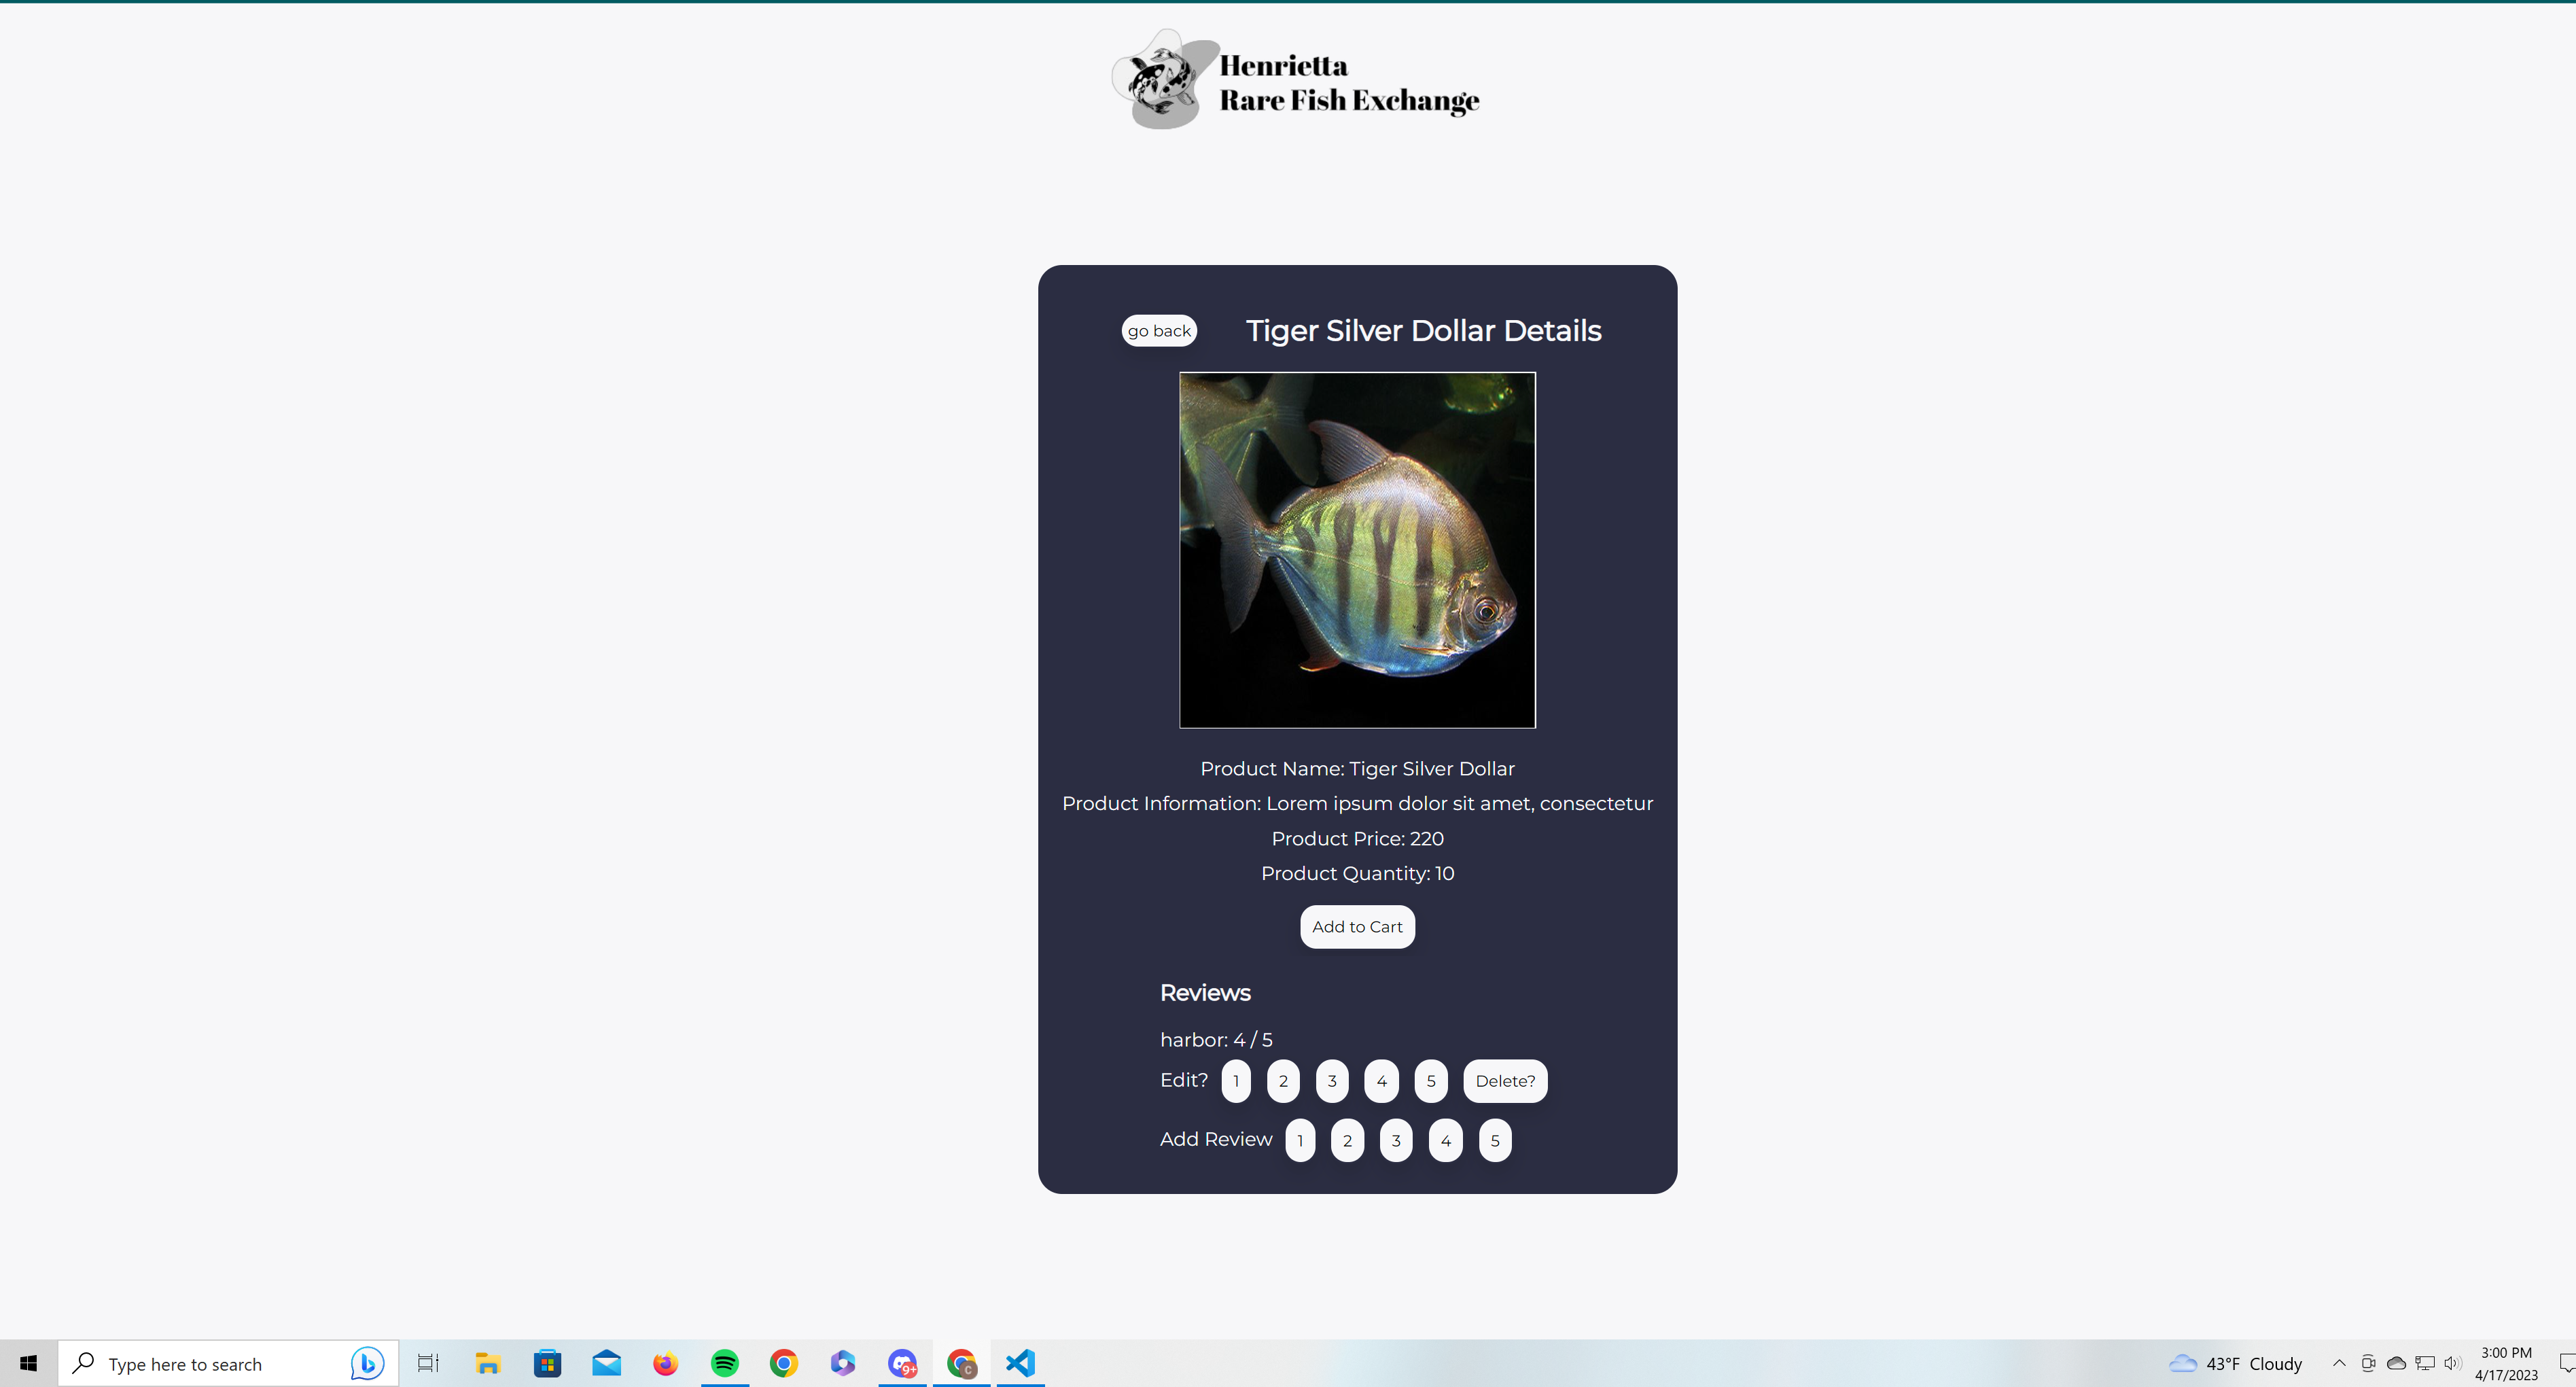 Henrietta
Rare Fish Exchange
go back
Tiger Silver Dollar Details
Product Name: Tiger Silver Dollar
Product Information: Lorem ipsum dolor sit amet, consectetur
Product Price: 220
Product Quantity: 10
Add to Cart
Reviews
harbor: 4 / 5
Edit? 1 2 3 4 5 Delete?
Add Review 1 2 3 4 5
Type here to search
9+
C
43°F Cloudy
3:00 PM
4/17/2023